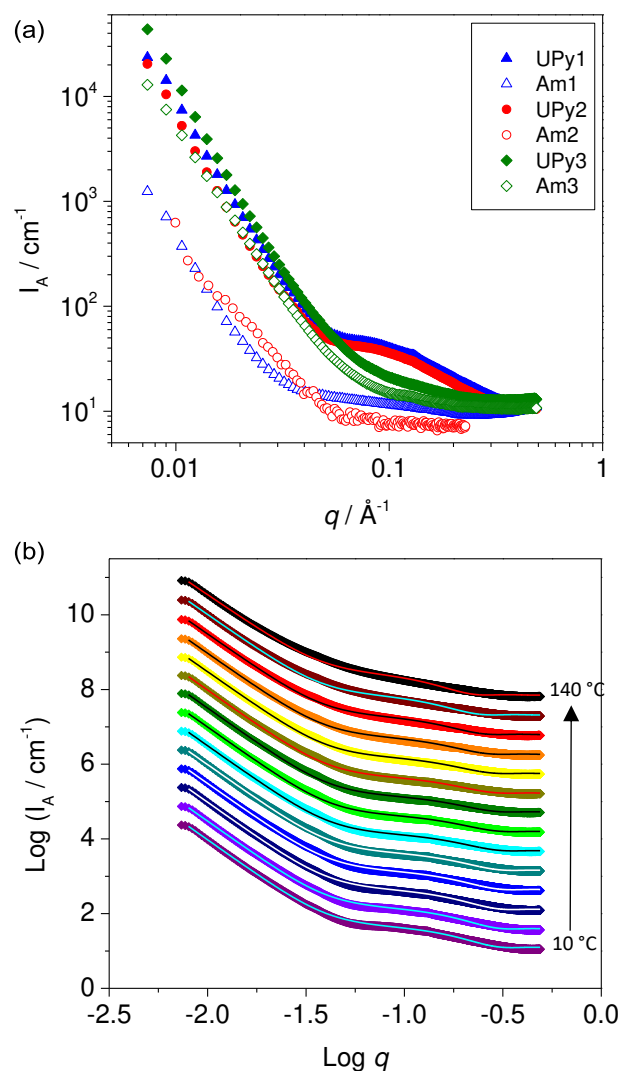 (a)
10⁴
10³
10²
10¹
I_A / cm⁻¹
UPy1
Am1
UPy2
Am2
UPy3
Am3
0.01
0.1
1
q / Å⁻¹
(b)
10
8
6
4
2
0
Log (I_A / cm⁻¹)
140 °C
10 °C
-2.5
-2.0
-1.5
-1.0
-0.5
0.0
Log q